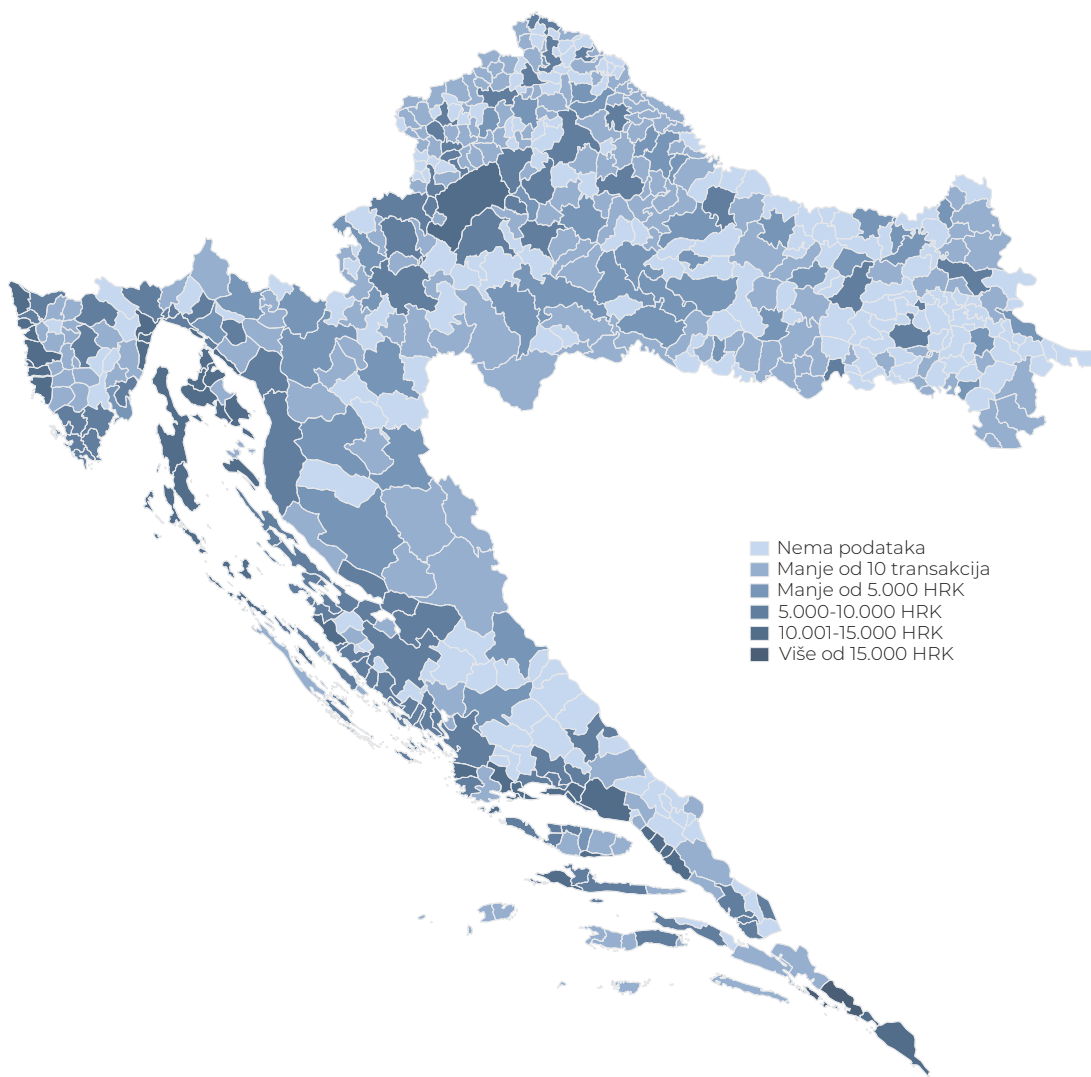 Nema podataka
Manje od 10 transakcija
Manje od 5.000 HRK
5.000-10.000 HRK
10.001-15.000 HRK
Više od 15.000 HRK